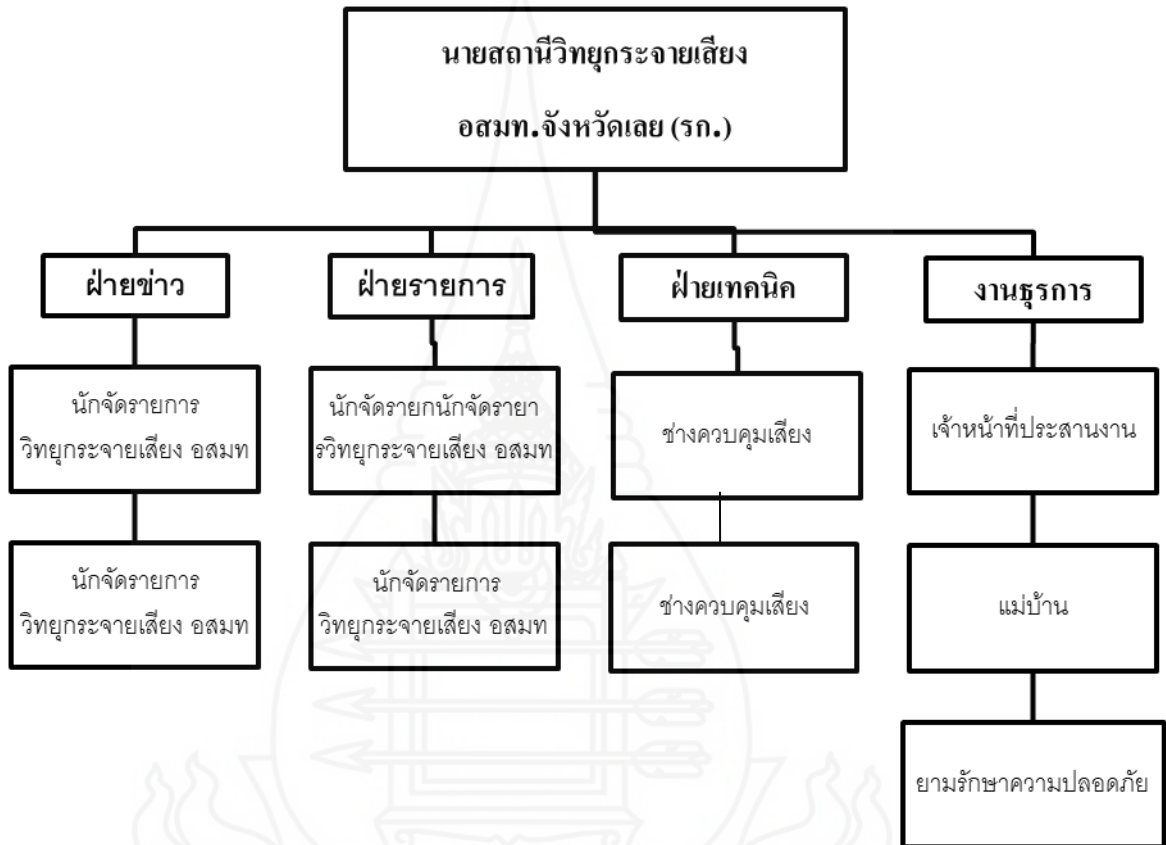 นายสถานีวิทยุกระจายเสียง
อสมท.จังหวัดเลย (รก.)
ฝ่ายข่าว
ฝ่ายรายการ
ฝ่ายเทคนิค
งานธุรการ
นักจัดรายการ
วิทยุกระจายเสียง อสมท
นักจัดรายกนักจัดรายา
รวิทยุกระจายเสียง อสมท
ช่างควบคุมเสียง
เจ้าหน้าที่ประสานงาน
นักจัดรายการ
วิทยุกระจายเสียง อสมท
นักจัดรายการ
วิทยุกระจายเสียง อสมท
ช่างควบคุมเสียง
แม่บ้าน
ยามรักษาความปลอดภัย